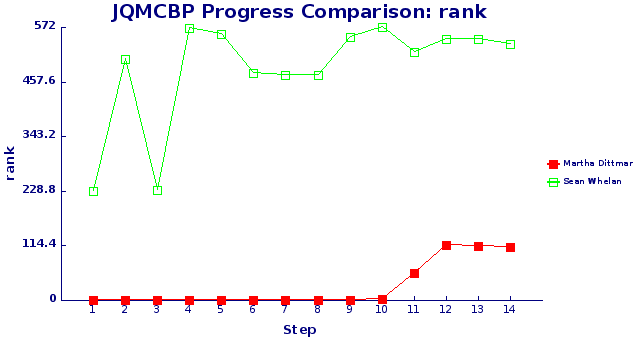 JQMCBP Progress Comparison: rank
572
457.6
343.2
228.8
114.4
0
rank
1 2 3 4 5 6 7 8 9 10 11 12 13 14
Step
Martha Dittmar
Sean Whelan